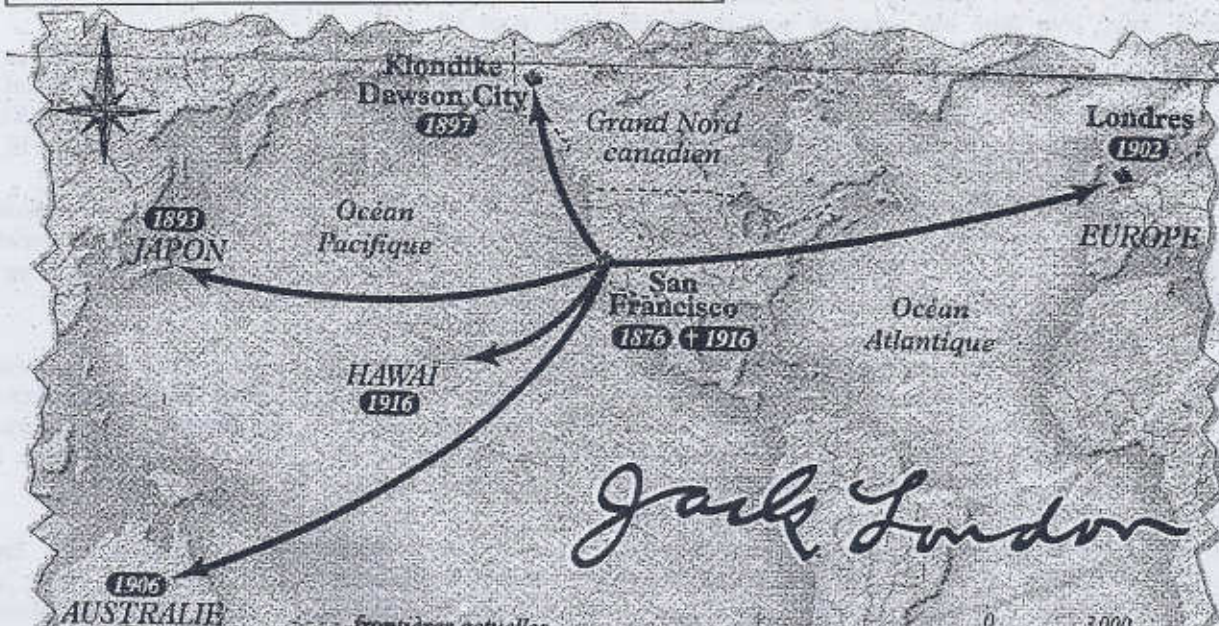 Klondike
Dawson City
1897
Grand Nord
canadien
Londres
1902
1893
JAPON
Océan
Pacifique
EUROPE
San
Francisco
1876 † 1916
Océan
Atlantique
HAWAI
1916
Jack London
1906
AUSTRALIE
frontières actuelles
0 2000